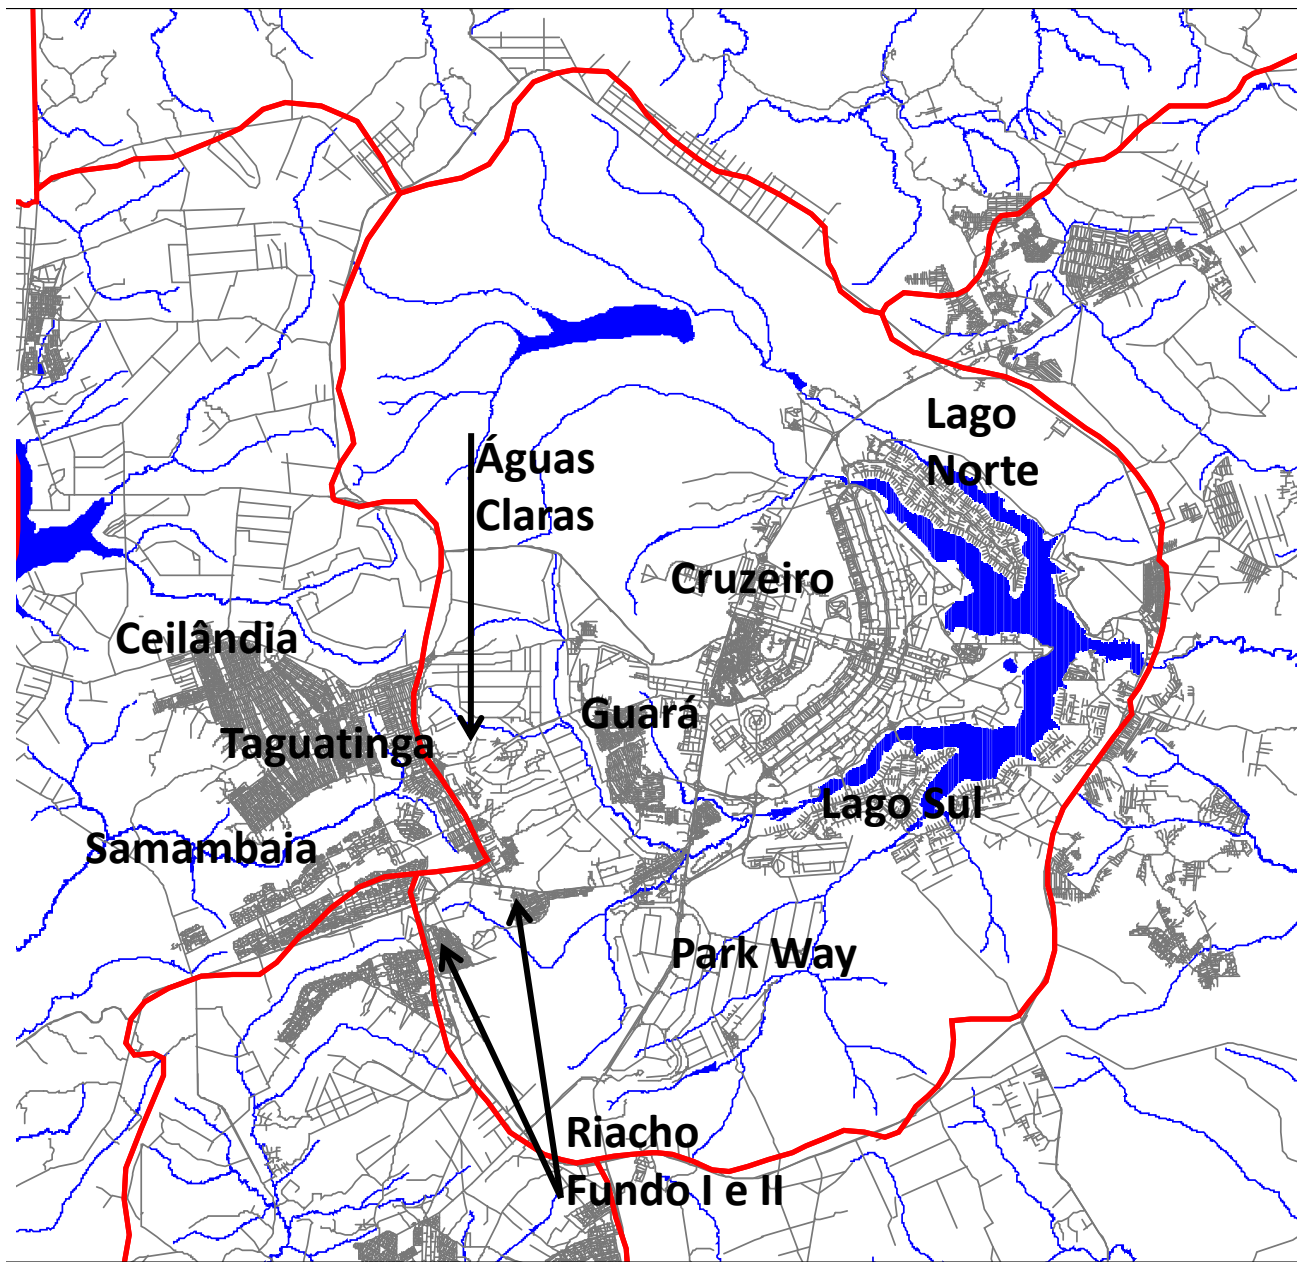 Lago
Norte
Águas
Claras
Cruzeiro
Ceilândia
Guará
Taguatinga
Lago Sul
Samambaia
Park Way
Riacho
Fundo I e II